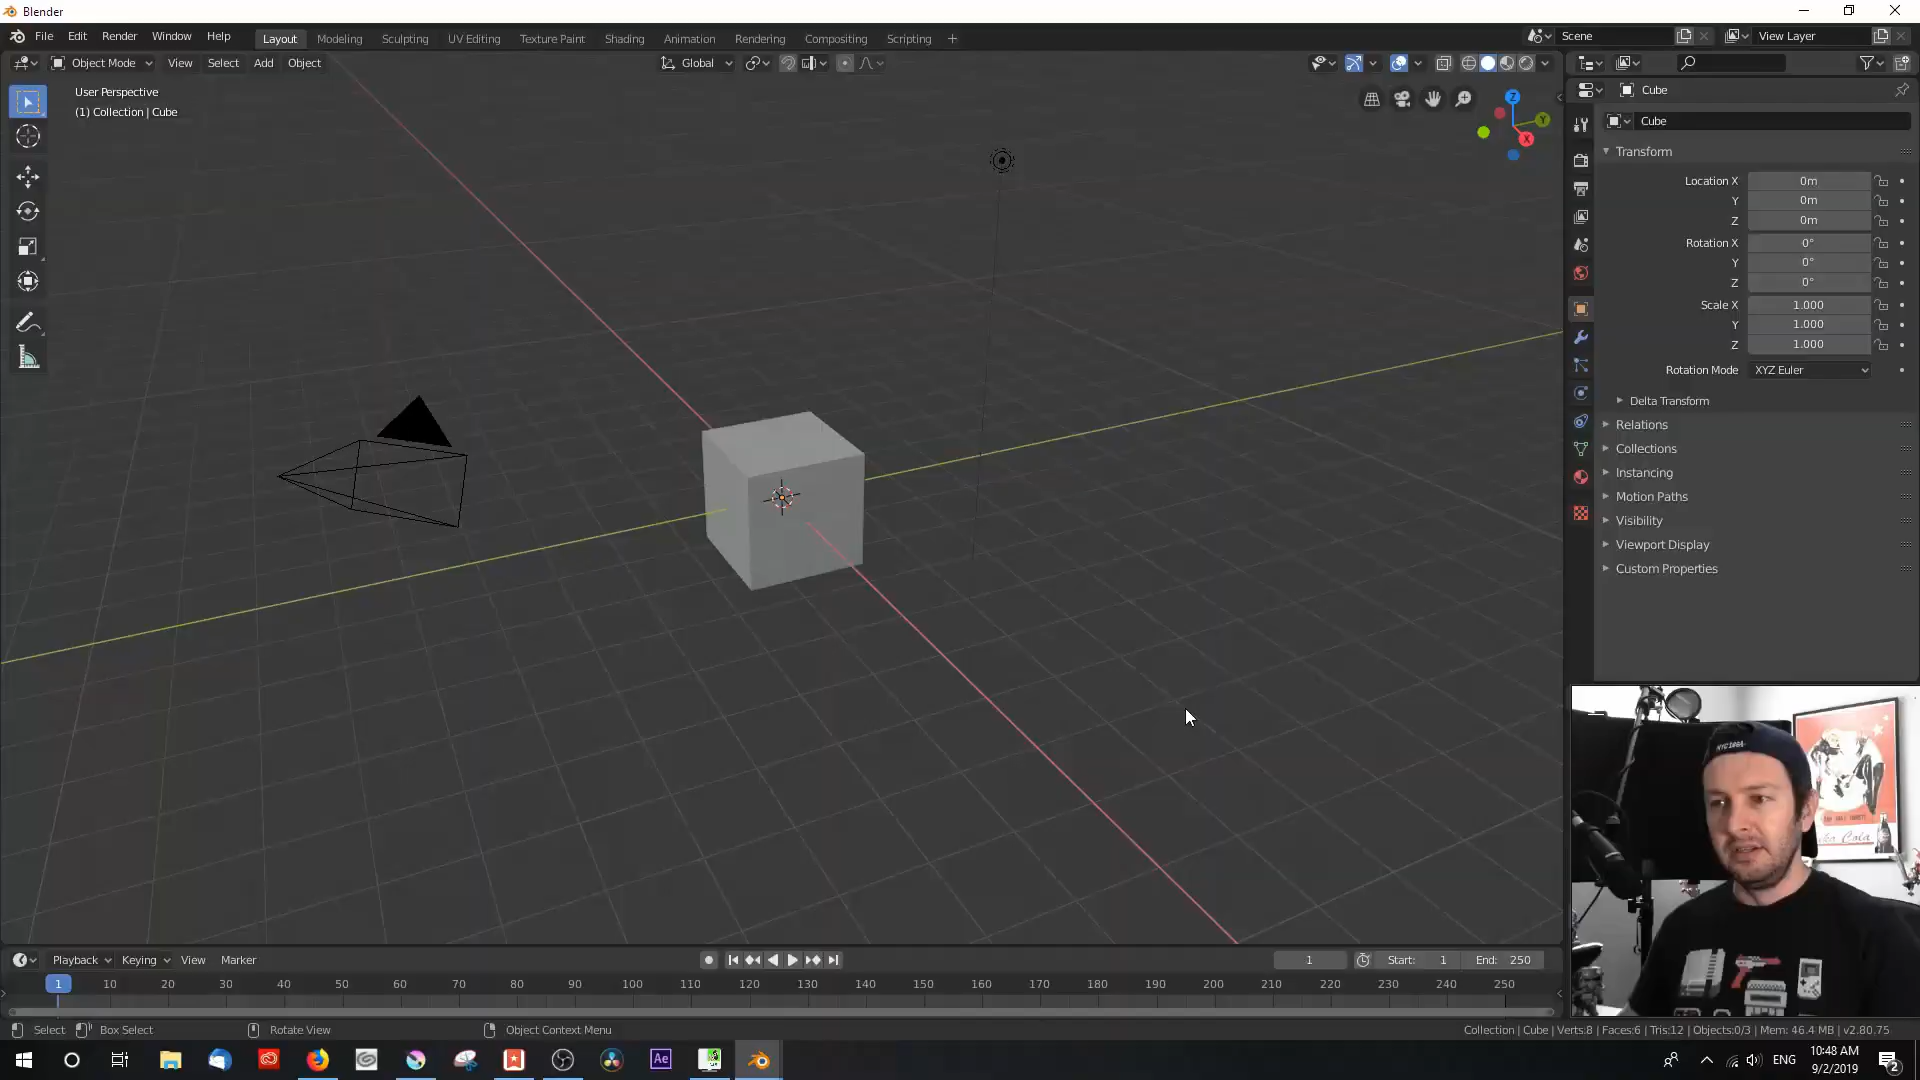 Blender
File Edit Render Window Help Layout Modeling Sculpting UV Editing Texture Paint Shading Animation Rendering Compositing Scripting + Scene View Layer
Object Mode View Select Add Object Global
User Perspective
(1) Collection | Cube
Z
Y
X
Cube
Cube
Transform
Location X 0m
Y 0m
Z 0m
Rotation X 0°
Y 0°
Z 0°
Scale X 1.000
Y 1.000
Z 1.000
Rotation Mode XYZ Euler
Delta Transform
Relations
Collections
Instancing
Motion Paths
Visibility
Viewport Display
Custom Properties
Cola
Playback Keying View Marker 1 Start: 1 End: 250
1 10 20 30 40 50 60 70 80 90 100 110 120 130 140 150 160 170 180 190 200 210 220 230 240 250
Select Box Select Rotate View Object Context Menu Collection | Cube | Verts:8 | Faces:6 | Tris:12 | Objects:0/3 | Mem: 46.4 MB | v2.80.75
Ae ENG 10:48 AM
9/2/2019
2